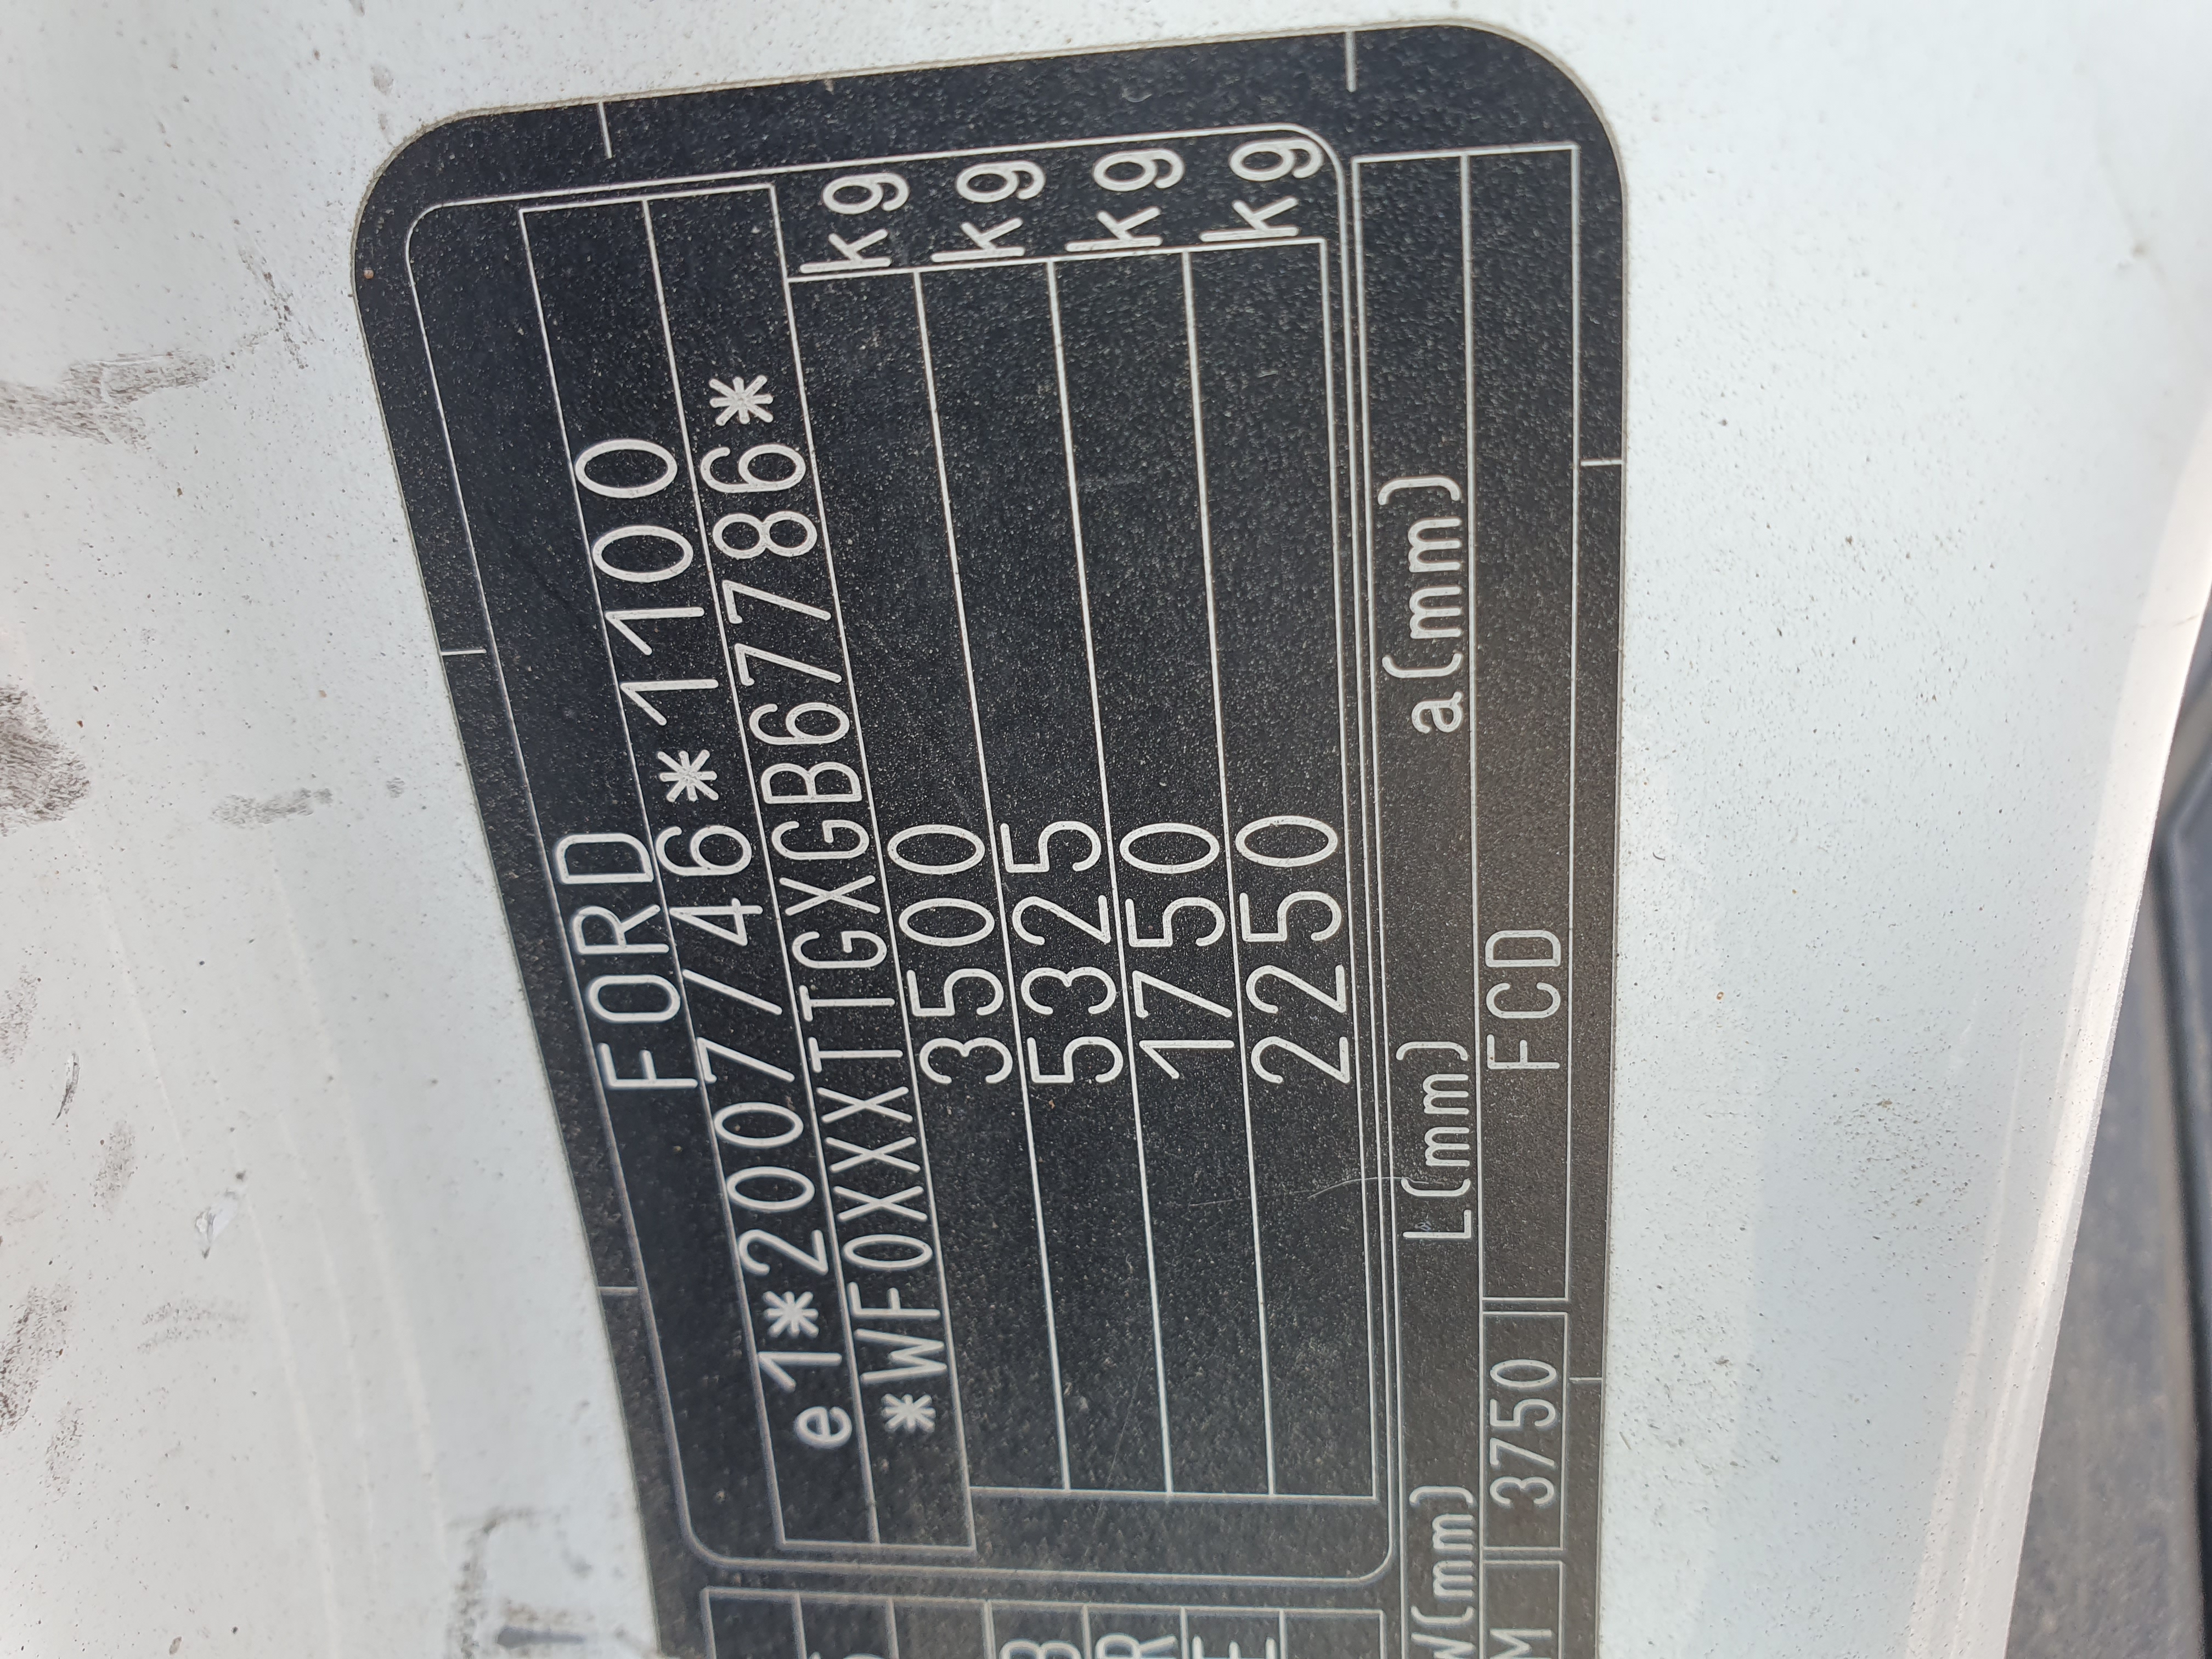 FORD
e1*2007/46*1100
*WF0XXXTTGXGB67786*
3500 kg
5325 kg
R 1750 kg
E 2250 kg
W(mm) L(mm) a(mm)
M 3750 FCD